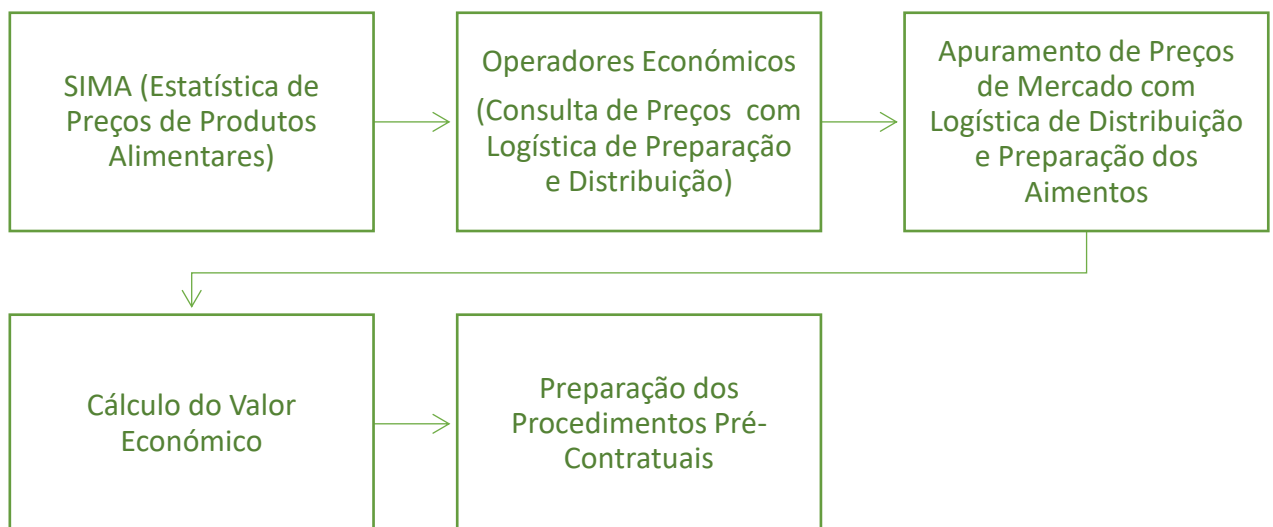 SIMA (Estatística de
Preços de Produtos
Alimentares)
Operadores Económicos
(Consulta de Preços com
Logística de Preparação
e Distribuição)
Apuramento de Preços
de Mercado com
Logística de Distribuição
e Preparação dos
Aimentos
Cálculo do Valor
Económico
Preparação dos
Procedimentos Pré-
Contratuais